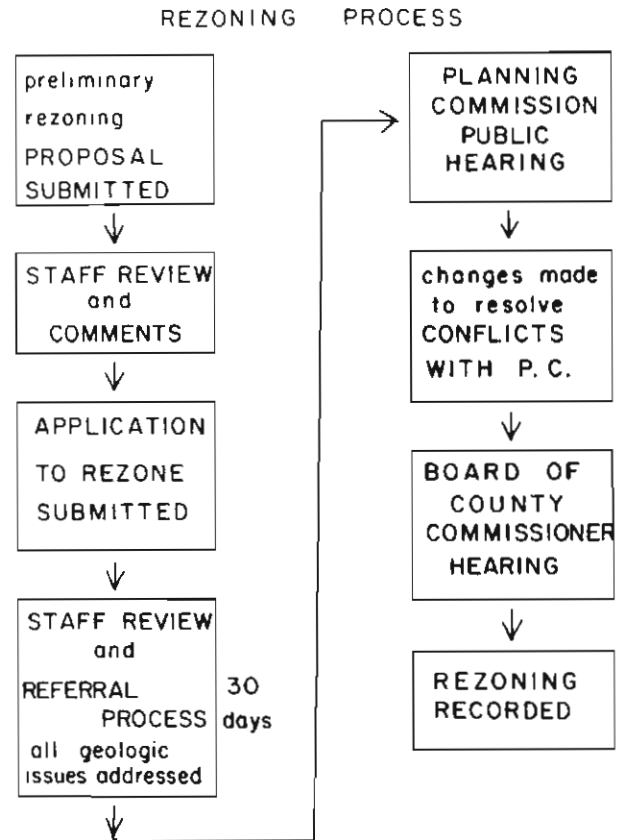 REZONING PROCESS
preliminary
rezoning
PROPOSAL
SUBMITTED
STAFF REVIEW
and
COMMENTS
APPLICATION
TO REZONE
SUBMITTED
STAFF REVIEW
and
REFERRAL
PROCESS
all geologic
issues addressed
30
days
PLANNING
COMMISSION
PUBLIC
HEARING
changes made
to resolve
CONFLICTS
WITH P. C.
BOARD OF
COUNTY
COMMISSIONER
HEARING
REZONING
RECORDED